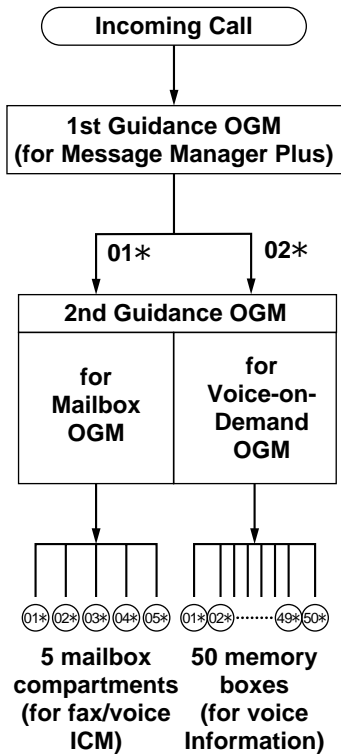 Incoming Call
1st Guidance OGM
(for Message Manager Plus)
01✳
02✳
2nd Guidance OGM
for
Mailbox
OGM
for
Voice-on-
Demand
OGM
01✳ 02✳ 03✳ 04✳ 05✳
01✳ 02✳ ········ 49✳ 50✳
5 mailbox
compartments
(for fax/voice
ICM)
50 memory
boxes
(for voice
Information)